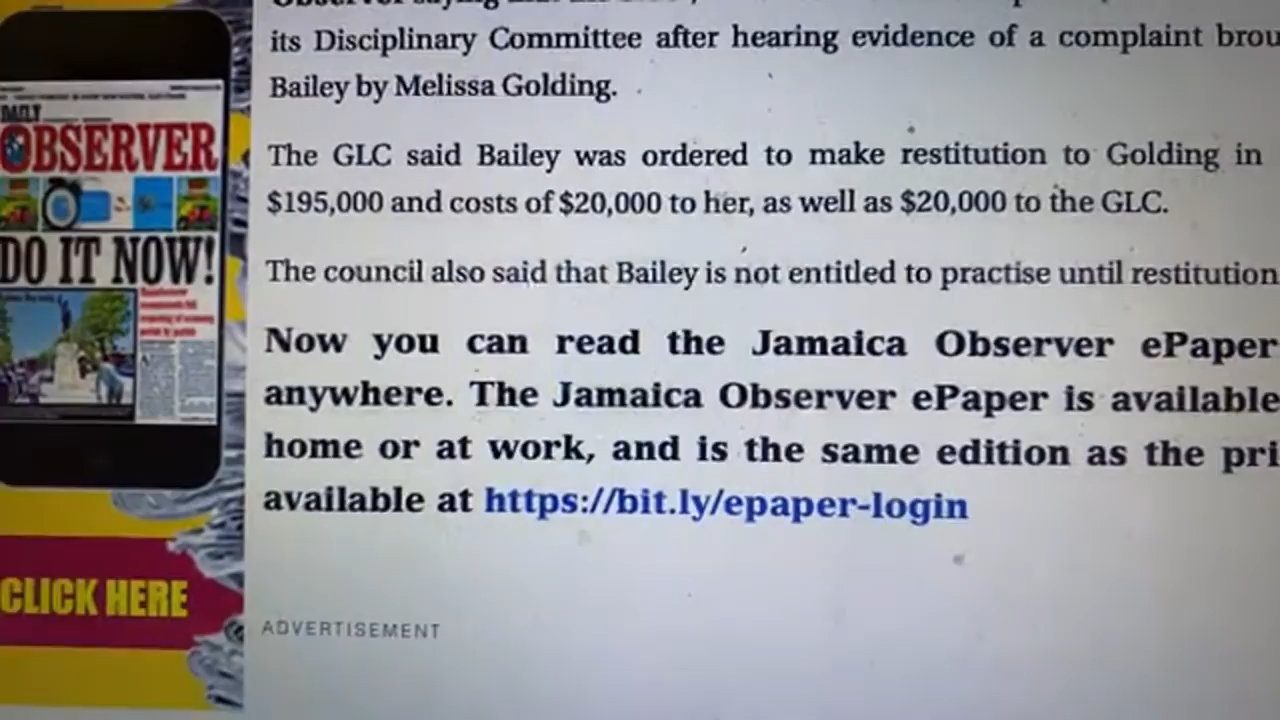 DAILY
OBSERVER
DO IT NOW!
CLICK HERE
its Disciplinary Committee after hearing evidence of a complaint brou
Bailey by Melissa Golding.
The GLC said Bailey was ordered to make restitution to Golding in
$195,000 and costs of $20,000 to her, as well as $20,000 to the GLC.
The council also said that Bailey is not entitled to practise until restitution
Now you can read the Jamaica Observer ePaper
anywhere. The Jamaica Observer ePaper is available
home or at work, and is the same edition as the pri
available at https://bit.ly/epaper-login
ADVERTISEMENT